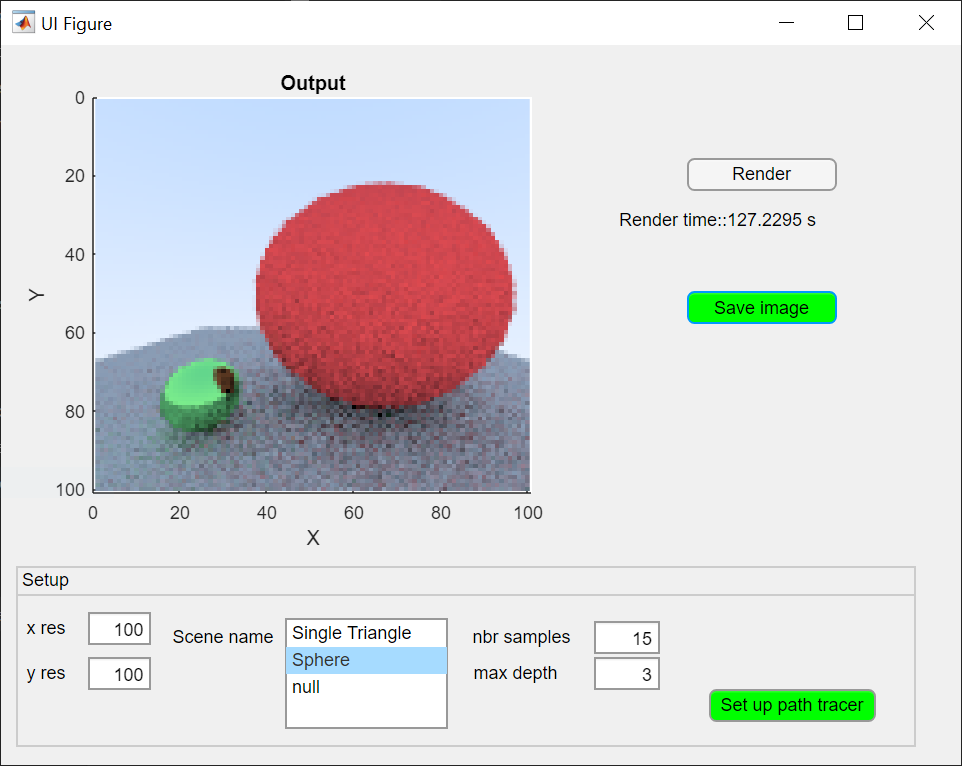 UI Figure
Output
0
20
40
60
80
100
Y
0 20 40 60 80 100
X
Render
Render time::127.2295 s
Save image
Setup
x res 100
y res 100
Scene name
Single Triangle
Sphere
null
nbr samples 15
max depth 3
Set up path tracer